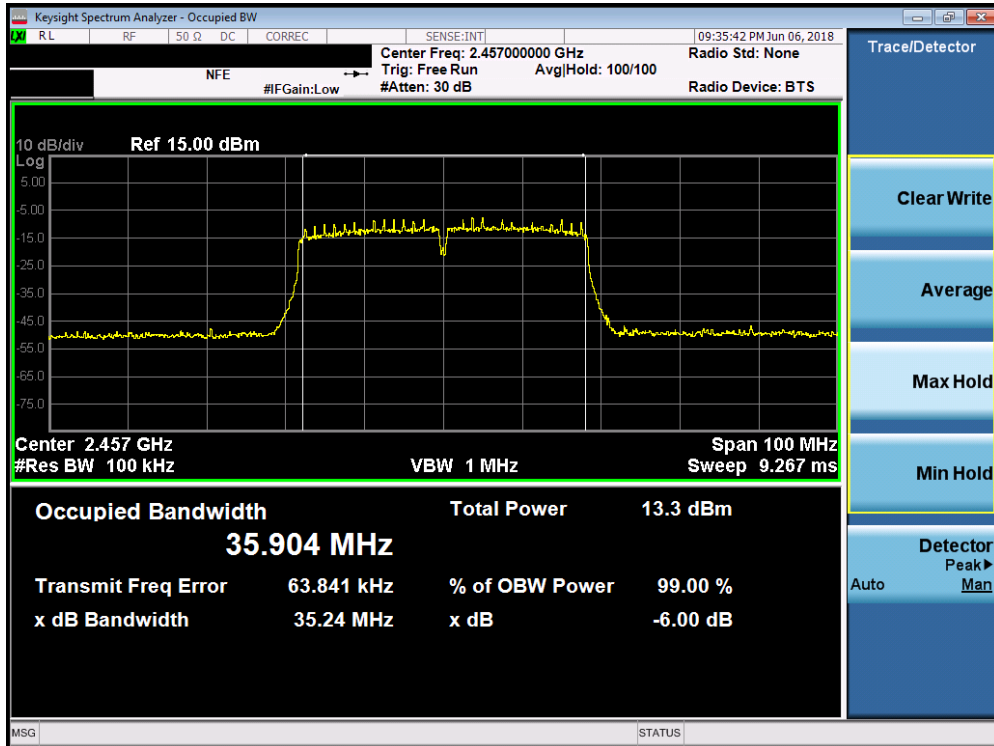 Keysight Spectrum Analyzer - Occupied BW
LXI RL RF 50 Ω DC CORREC SENSE:INT 09:35:42 PM Jun 06, 2018
Center Freq: 2.457000000 GHz Radio Std: None
NFE Trig: Free Run Avg|Hold: 100/100
#IFGain:Low #Atten: 30 dB Radio Device: BTS
Trace/Detector
10 dB/div Ref 15.00 dBm
Log
5.00
-5.00
-15.0
-25.0
-35.0
-45.0
-55.0
-65.0
-75.0
Center 2.457 GHz Span 100 MHz
#Res BW 100 kHz VBW 1 MHz Sweep 9.267 ms
Occupied Bandwidth Total Power 13.3 dBm
35.904 MHz
Transmit Freq Error 63.841 kHz % of OBW Power 99.00 %
x dB Bandwidth 35.24 MHz x dB -6.00 dB
Clear Write
Average
Max Hold
Min Hold
Detector
Peak▶
Auto Man
MSG STATUS